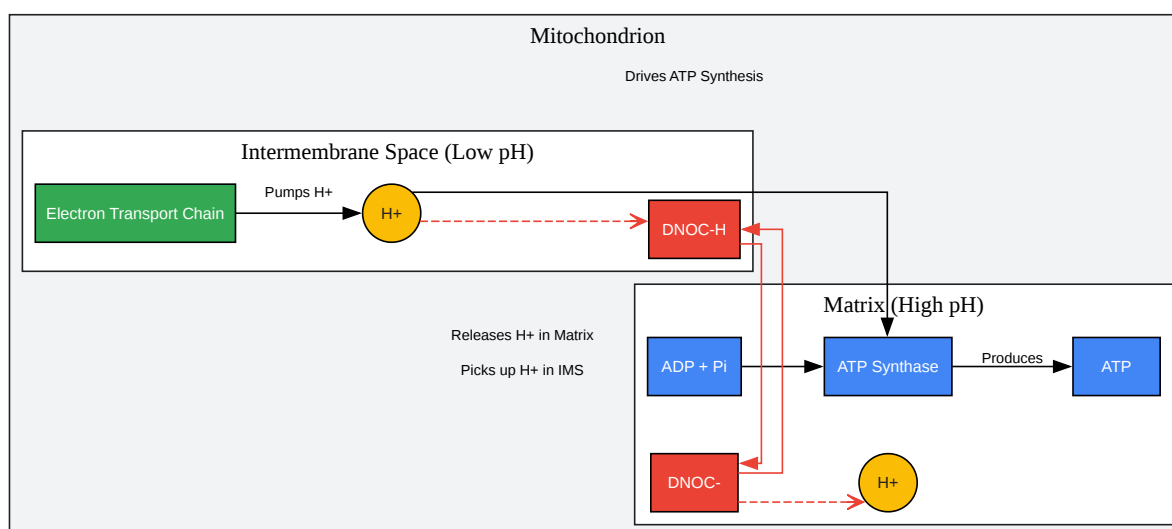 Mitochondrion
Drives ATP Synthesis
Intermembrane Space (Low pH)
Electron Transport Chain
Pumps H+
H+
DNOC-H
Matrix (High pH)
Releases H+ in Matrix
Picks up H+ in IMS
ADP + Pi
ATP Synthase
Produces
ATP
DNOC-
H+